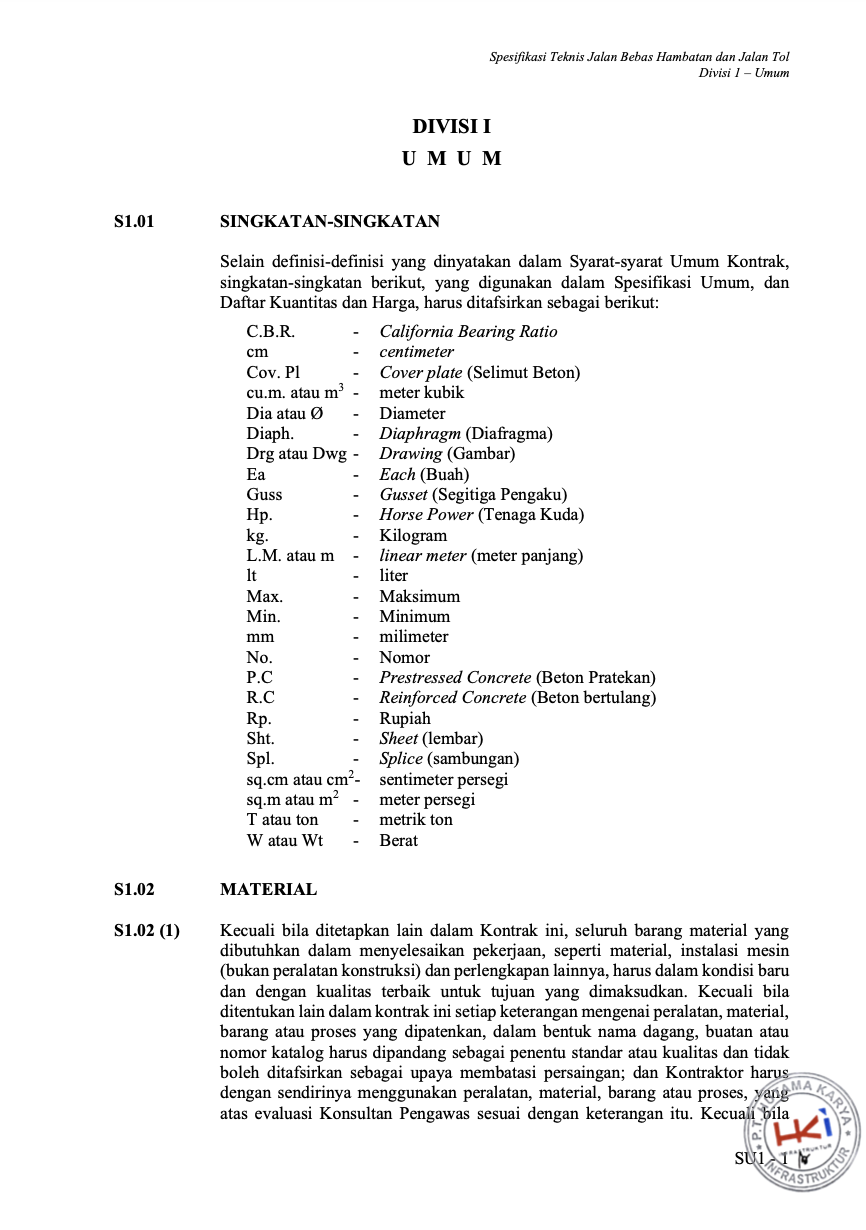 Spesifikasi Teknis Jalan Bebas Hambatan dan Jalan Tol
Divisi 1 – Umum
DIVISI I
U M U M
S1.01 SINGKATAN-SINGKATAN
Selain definisi-definisi yang dinyatakan dalam Syarat-syarat Umum Kontrak,
singkatan-singkatan berikut, yang digunakan dalam Spesifikasi Umum, dan
Daftar Kuantitas dan Harga, harus ditafsirkan sebagai berikut:
C.B.R. - California Bearing Ratio
cm - centimeter
Cov. Pl - Cover plate (Selimut Beton)
cu.m. atau m³ - meter kubik
Dia atau Ø - Diameter
Diaph. - Diaphragm (Diafragma)
Drg atau Dwg - Drawing (Gambar)
Ea - Each (Buah)
Guss - Gusset (Segitiga Pengaku)
Hp. - Horse Power (Tenaga Kuda)
kg. - Kilogram
L.M. atau m - linear meter (meter panjang)
lt - liter
Max. - Maksimum
Min. - Minimum
mm - milimeter
No. - Nomor
P.C - Prestressed Concrete (Beton Pratekan)
R.C - Reinforced Concrete (Beton bertulang)
Rp. - Rupiah
Sht. - Sheet (lembar)
Spl. - Splice (sambungan)
sq.cm atau cm²- sentimeter persegi
sq.m atau m² - meter persegi
T atau ton - metrik ton
W atau Wt - Berat
S1.02 MATERIAL
S1.02 (1) Kecuali bila ditetapkan lain dalam Kontrak ini, seluruh barang material yang
dibutuhkan dalam menyelesaikan pekerjaan, seperti material, instalasi mesin
(bukan peralatan konstruksi) dan perlengkapan lainnya, harus dalam kondisi baru
dan dengan kualitas terbaik untuk tujuan yang dimaksudkan. Kecuali bila
ditentukan lain dalam kontrak ini setiap keterangan mengenai peralatan, material,
barang atau proses yang dipatenkan, dalam bentuk nama dagang, buatan atau
nomor katalog harus dipandang sebagai penentu standar atau kualitas dan tidak
boleh ditafsirkan sebagai upaya membatasi persaingan; dan Kontraktor harus
dengan sendirinya menggunakan peralatan, material, barang atau proses, yang
atas evaluasi Konsultan Pengawas sesuai dengan keterangan itu. Kecuali bila
SU1 - 1
P.T HUTAMA KARYA
HKI
INFRASTRUKTUR
INFRASTRUKTUR